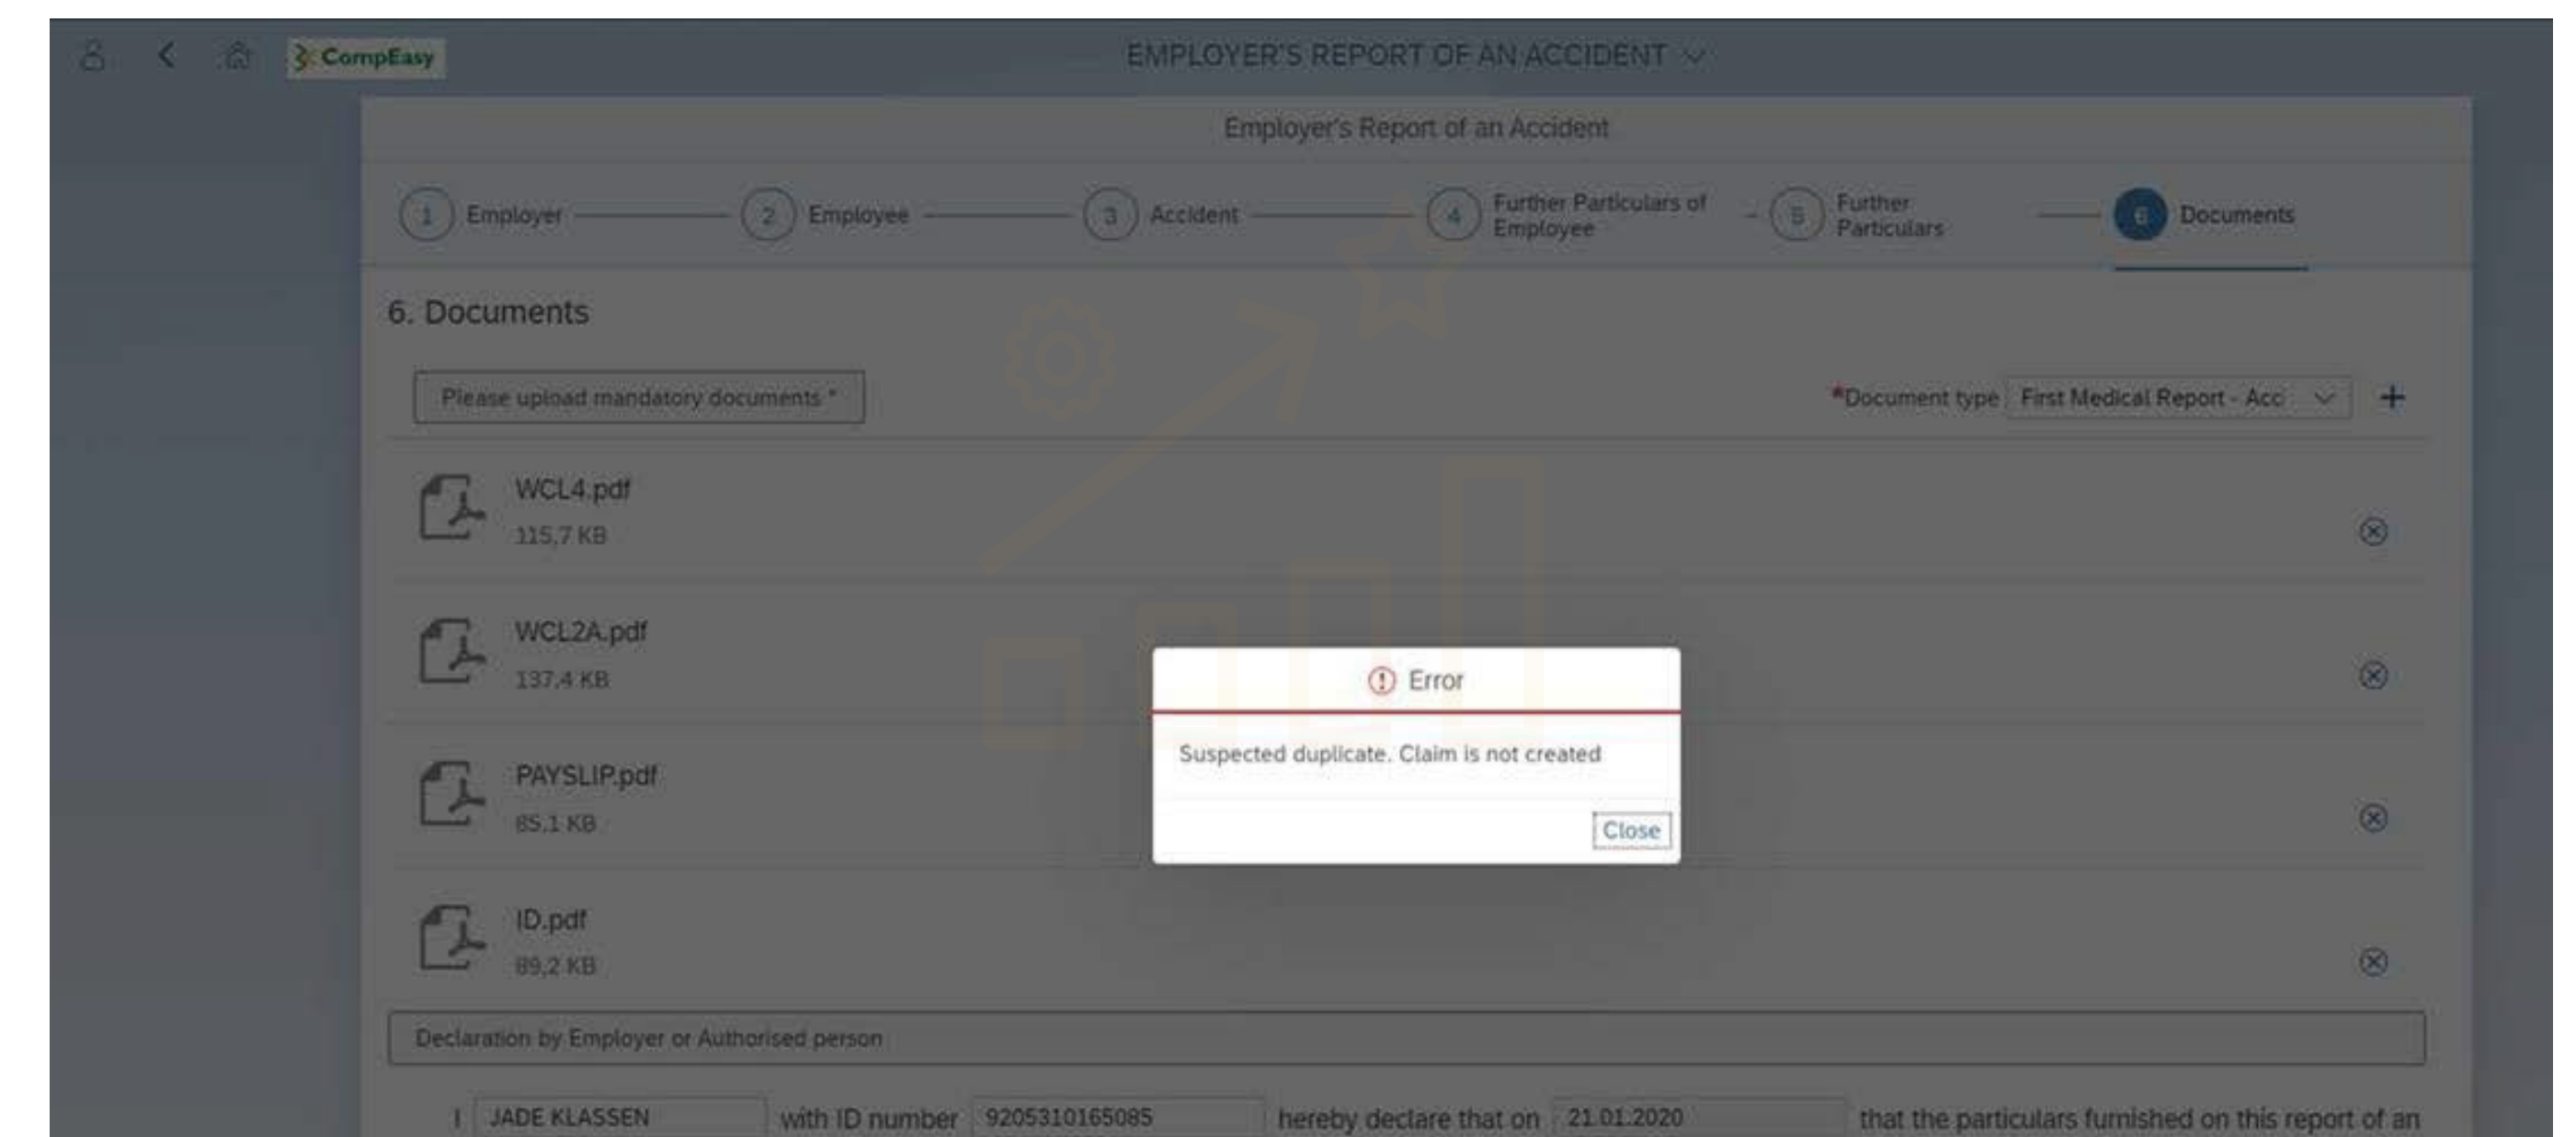 CompEasy
EMPLOYER'S REPORT OF AN ACCIDENT
Employer's Report of an Accident
1 Employer
2 Employee
3 Accident
4 Further Particulars of Employee
5 Further Particulars
6 Documents
6. Documents
Please upload mandatory documents *
*Document type First Medical Report - Acci
WCL4.pdf
115,7 KB
WCL2A.pdf
137,4 KB
Error
Suspected duplicate. Claim is not created
Close
PAYSLIP.pdf
85,1 KB
ID.pdf
89,2 KB
Declaration by Employer or Authorised person
I JADE KLASSEN with ID number 9205310165085 hereby declare that on 21.01.2020 that the particulars furnished on this report of an